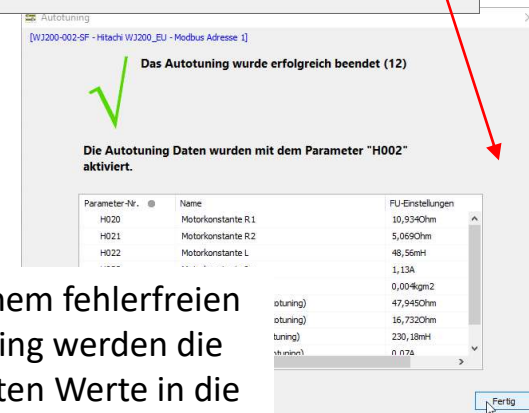 Autotuning
[WJ200-002-SF - Hitachi WJ200_EU - Modbus Adresse 1]
Das Autotuning wurde erfolgreich beendet (12)
Die Autotuning Daten wurden mit dem Parameter "H002"
aktiviert.
Parameter-Nr. Name FU-Einstellungen
H020 Motorkonstante R1 10,934Ohm
H021 Motorkonstante R2 5,069Ohm
H022 Motorkonstante L 48,56mH
1,13A
0,004kgm2
otuning) 47,945Ohm
otuning) 16,732Ohm
tuning) 230,18mH
0,07A
nem fehlerfreien
ing werden die
ten Werte in die
Fertig